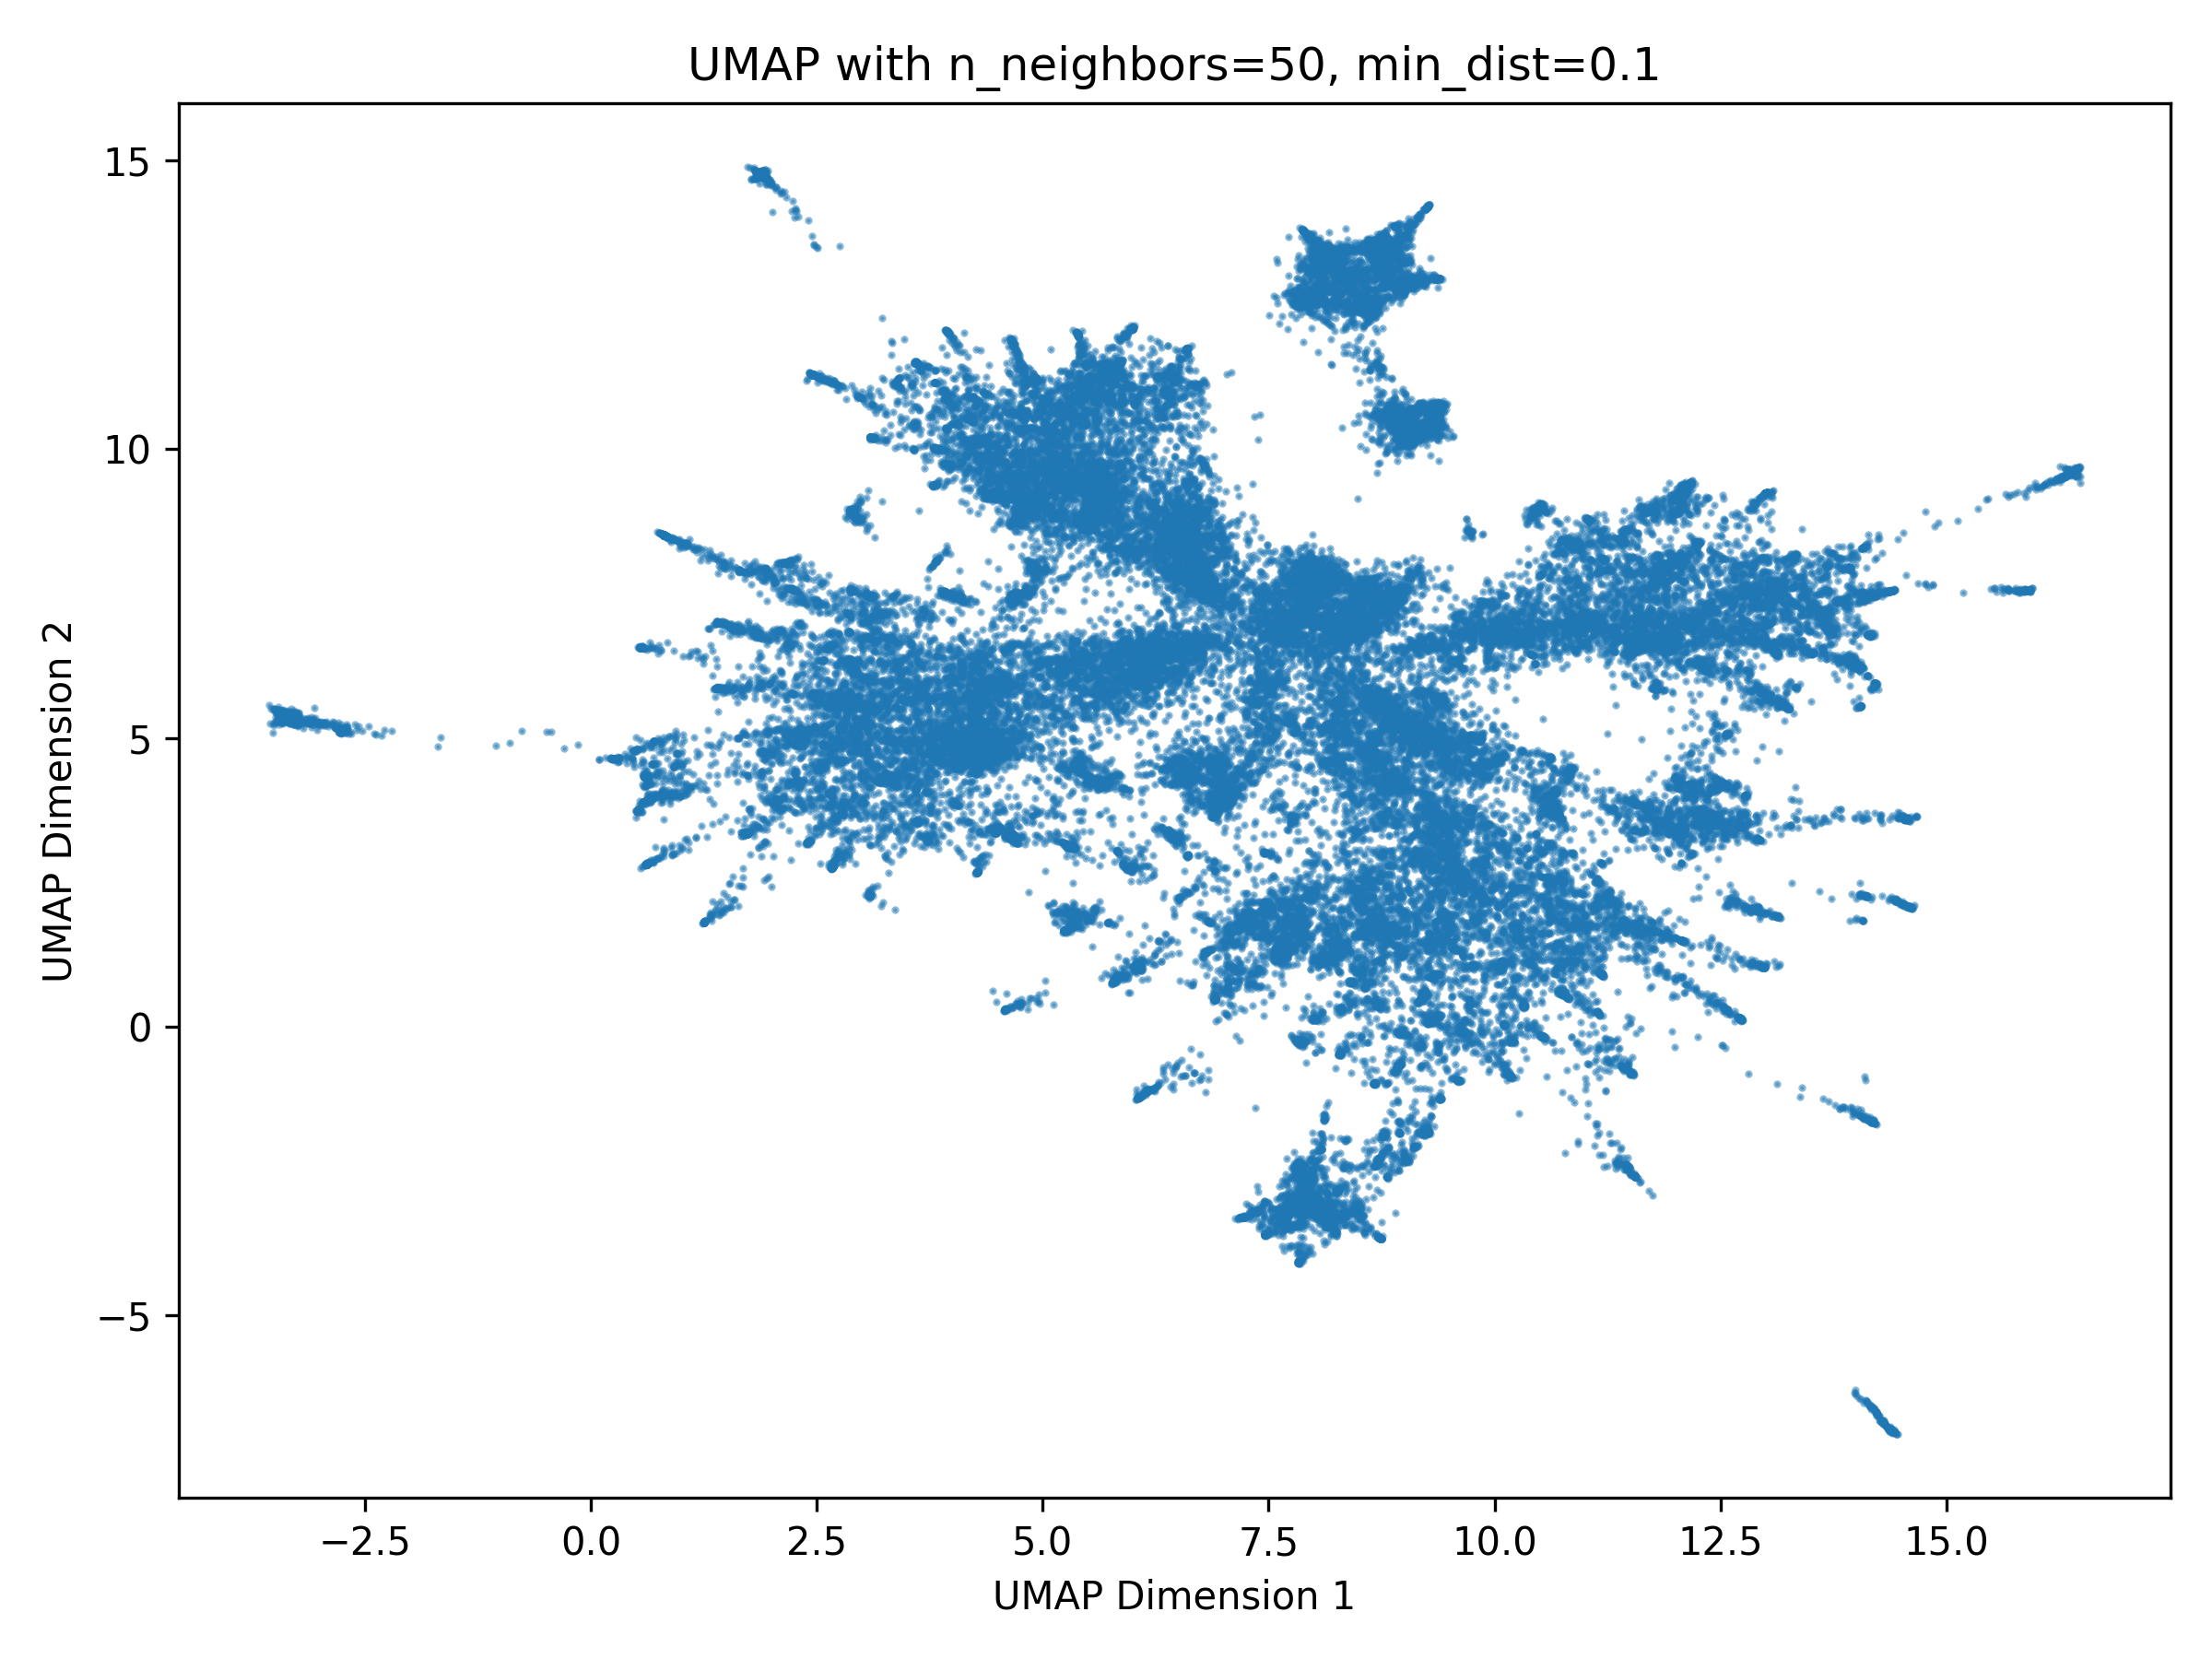 UMAP with n_neighbors=50, min_dist=0.1
15
10
5
0
−5
UMAP Dimension 2
−2.5 0.0 2.5 5.0 7.5 10.0 12.5 15.0
UMAP Dimension 1